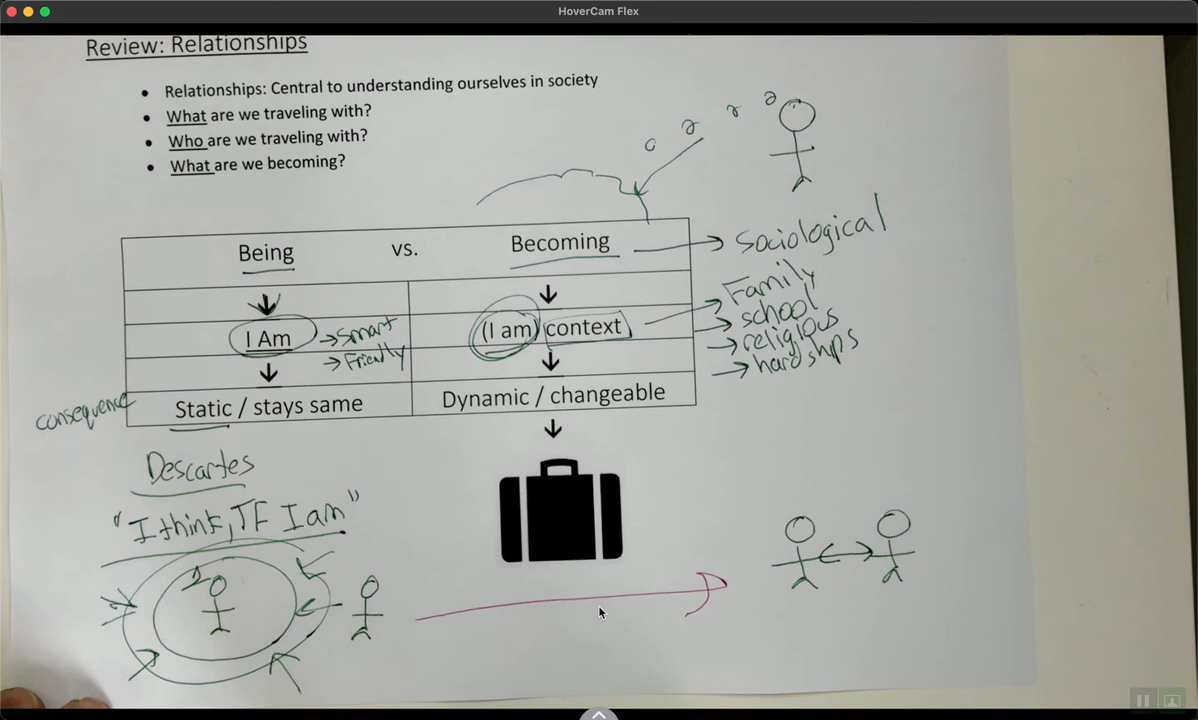 HoverCam Flex
Review: Relationships
• Relationships: Central to understanding ourselves in society
• What are we traveling with?
• Who are we traveling with?
• What are we becoming?
Being vs. Becoming → Sociological
I Am → Smart → Friendly
(I am) context → Family
→ school
→ religious
→ hardships
consequence Static / stays same Dynamic / changeable
Descartes
"I think, TF I am"